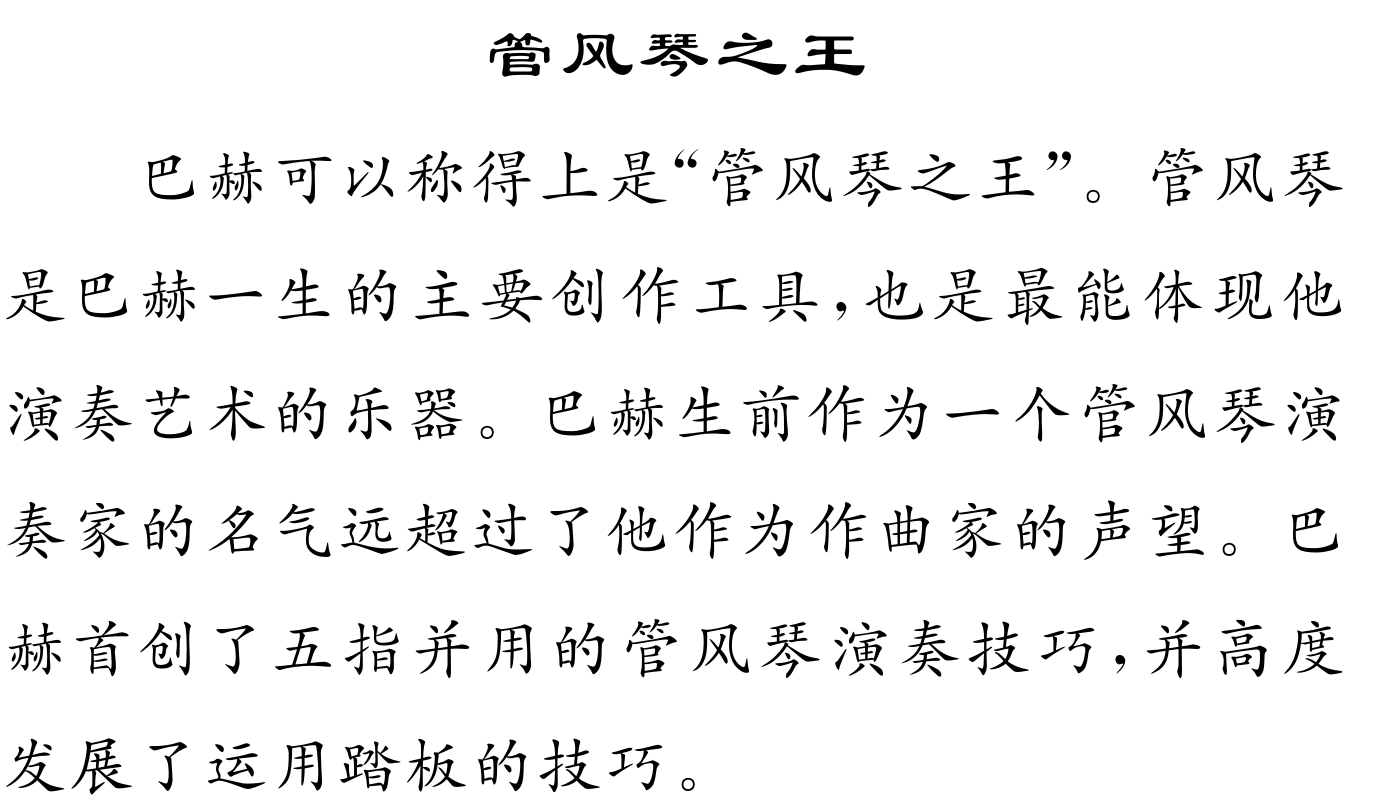 管风琴之王
巴赫可以称得上是“管风琴之王”。管风琴
是巴赫一生的主要创作工具,也是最能体现他
演奏艺术的乐器。巴赫生前作为一个管风琴演
奏家的名气远超过了他作为作曲家的声望。巴
赫首创了五指并用的管风琴演奏技巧,并高度
发展了运用踏板的技巧。